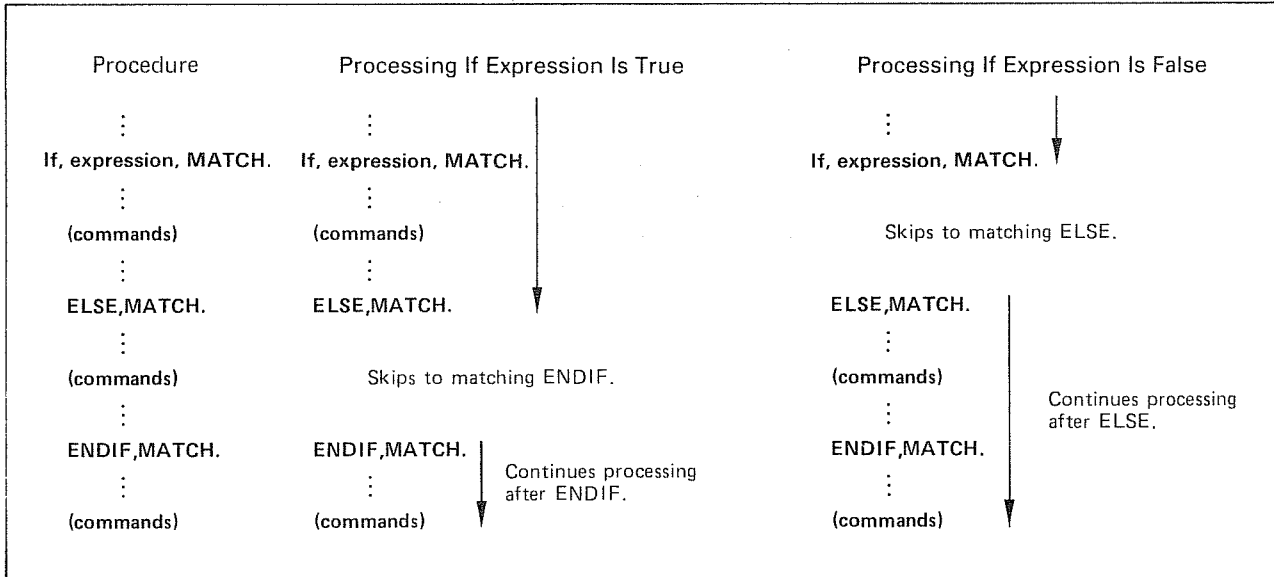 Procedure
Processing If Expression Is True
Processing If Expression Is False
If, expression, MATCH.
(commands)
ELSE,MATCH.
(commands)
ENDIF,MATCH.
(commands)
If, expression, MATCH.
(commands)
ELSE,MATCH.
Skips to matching ENDIF.
ENDIF,MATCH.
(commands)
Continues processing
after ENDIF.
If, expression, MATCH.
Skips to matching ELSE.
ELSE,MATCH.
(commands)
ENDIF,MATCH.
(commands)
Continues processing
after ELSE.